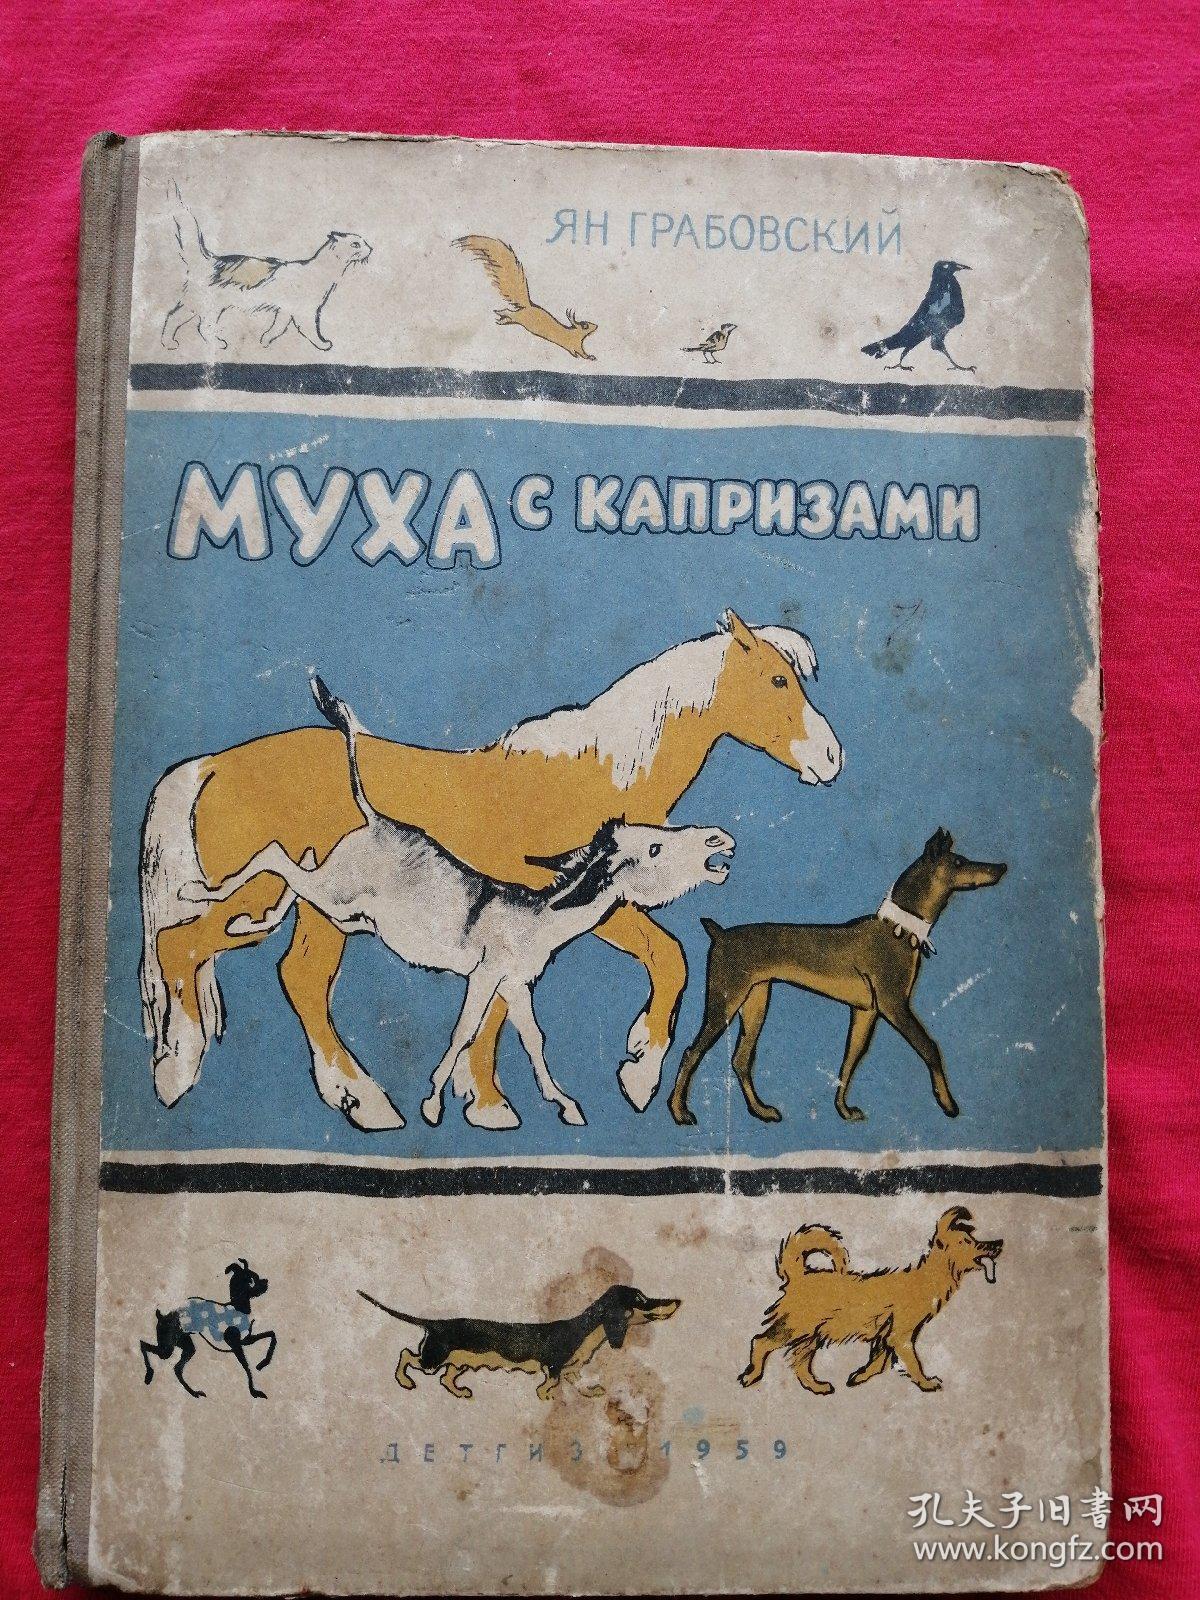 ЯН ГРАБОВСКИЙ
МУХА С КАПРИЗАМИ
ДЕТГИЗ 1959
孔夫子旧书网
www.kongfz.com